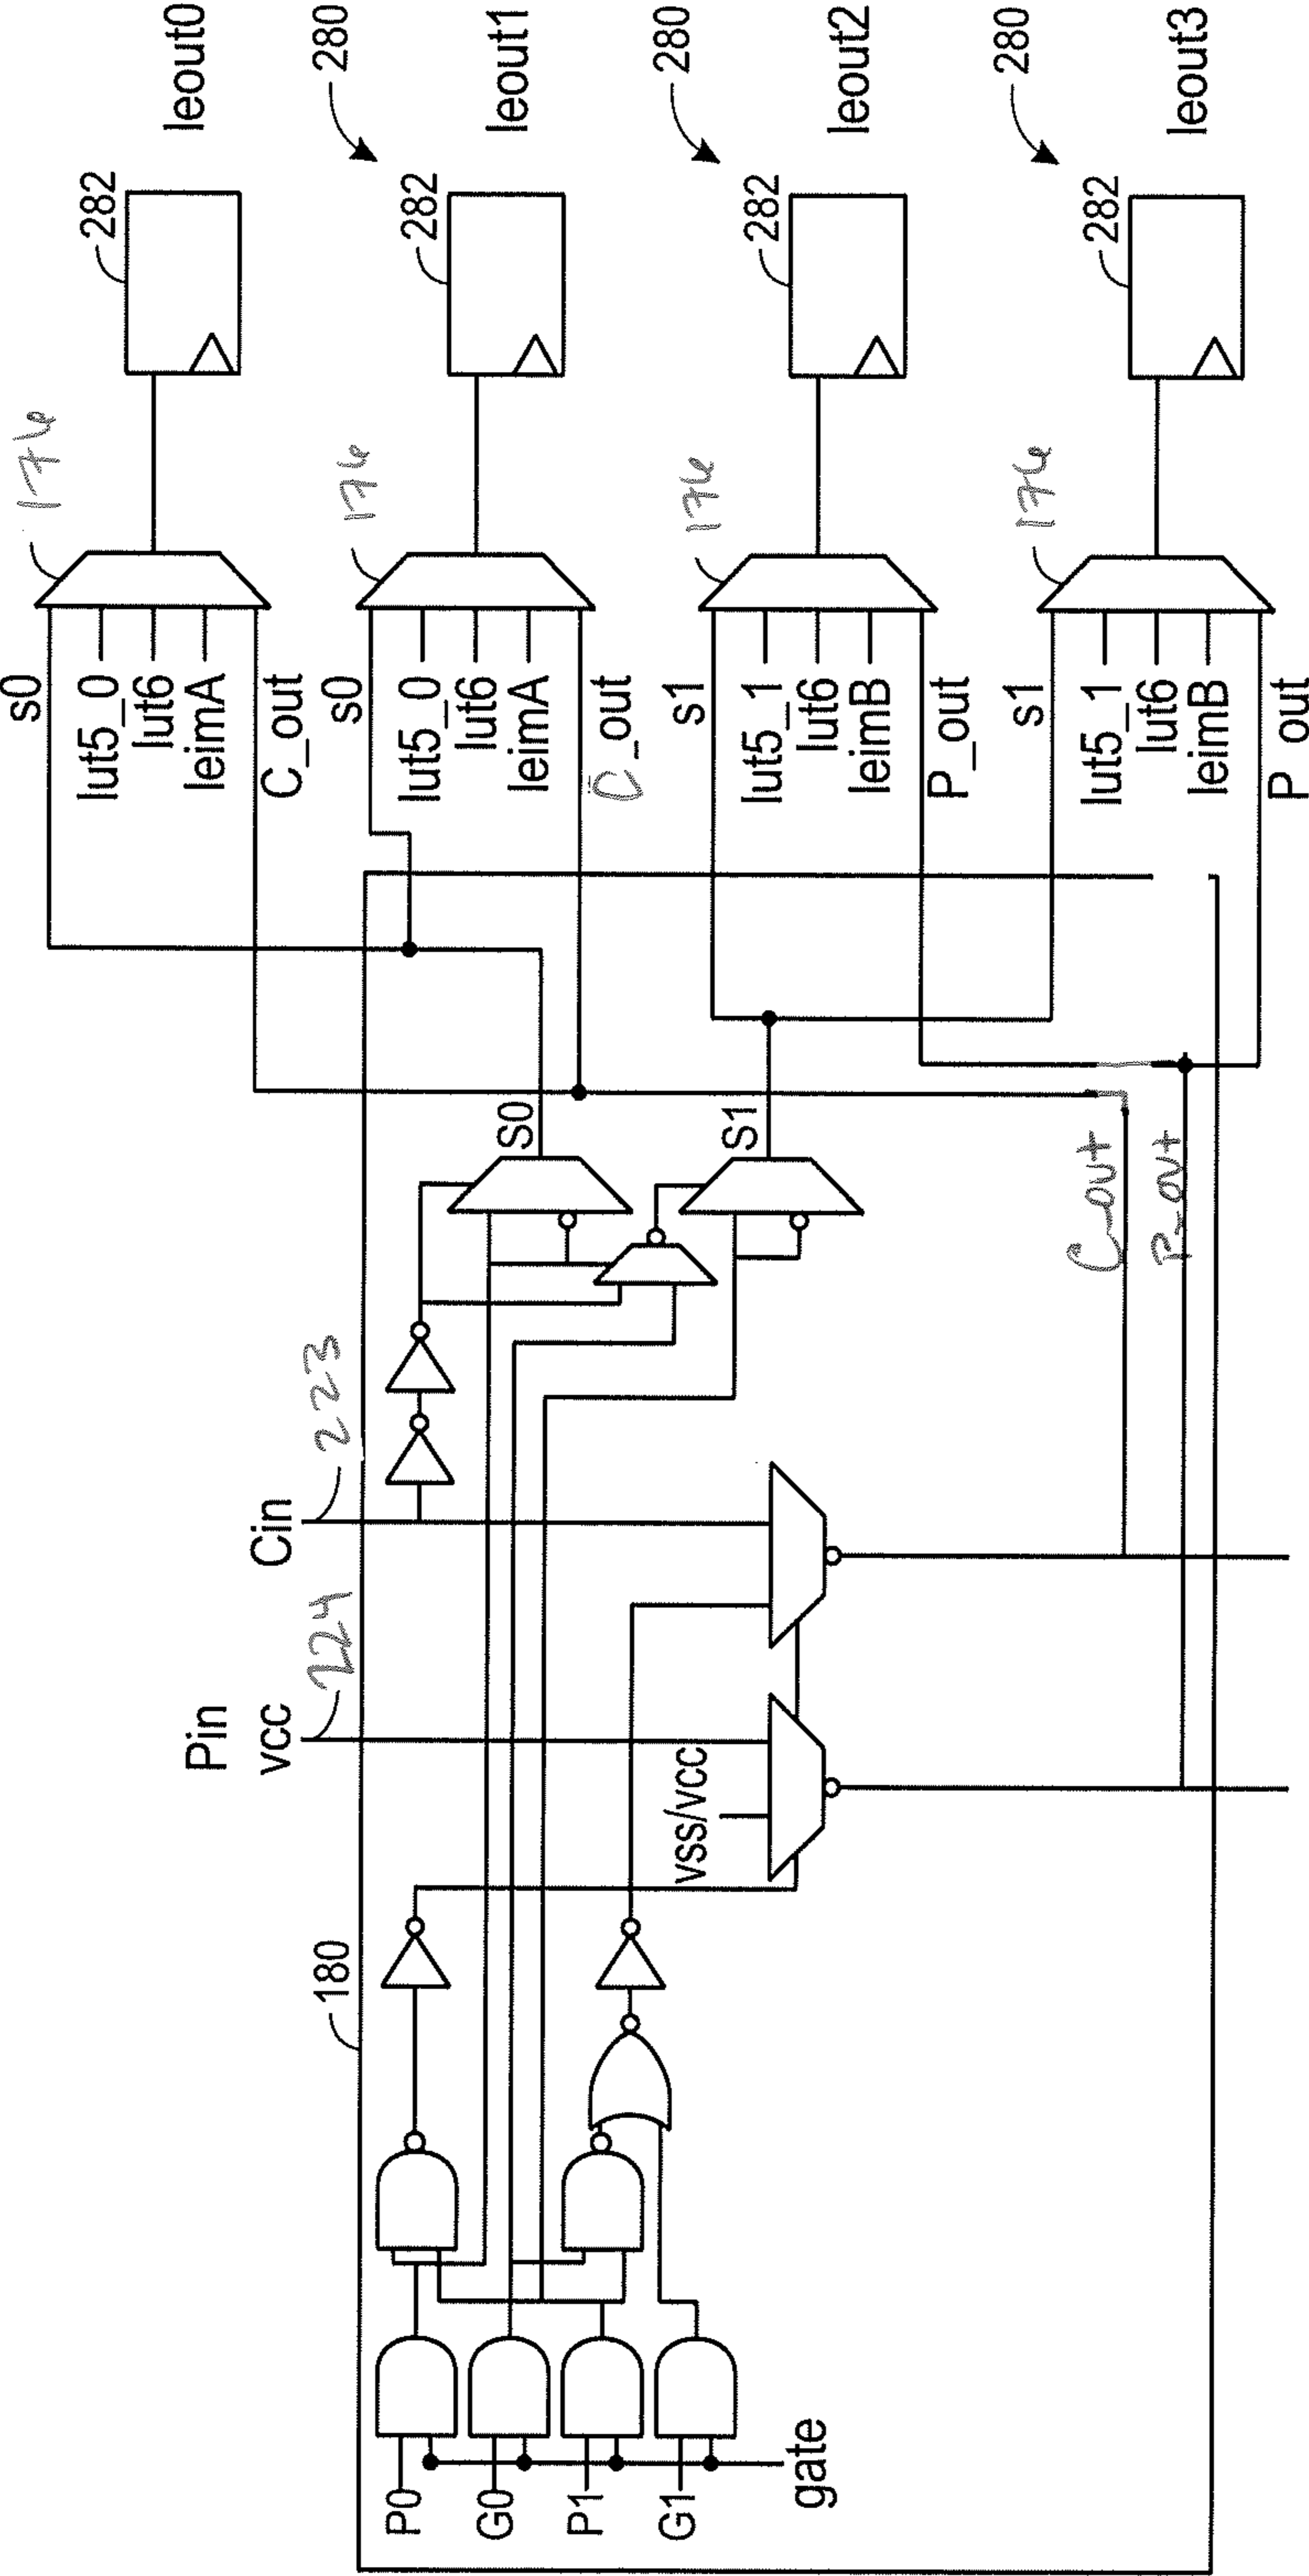 leout0
280
leout1
280
leout2
280
leout3
282
282
282
282
176
176
176
176
s0
lut5_0
lut6
leimA
C_out
s0
lut5_0
lut6
leimA
C_out
s1
lut5_1
lut6
leimB
P_out
s1
lut5_1
lut6
leimB
P_out
S0
S1
C_out
P_out
Cin
223
Pin
vcc
224
vss/vcc
180
P0
G0
P1
G1
gate